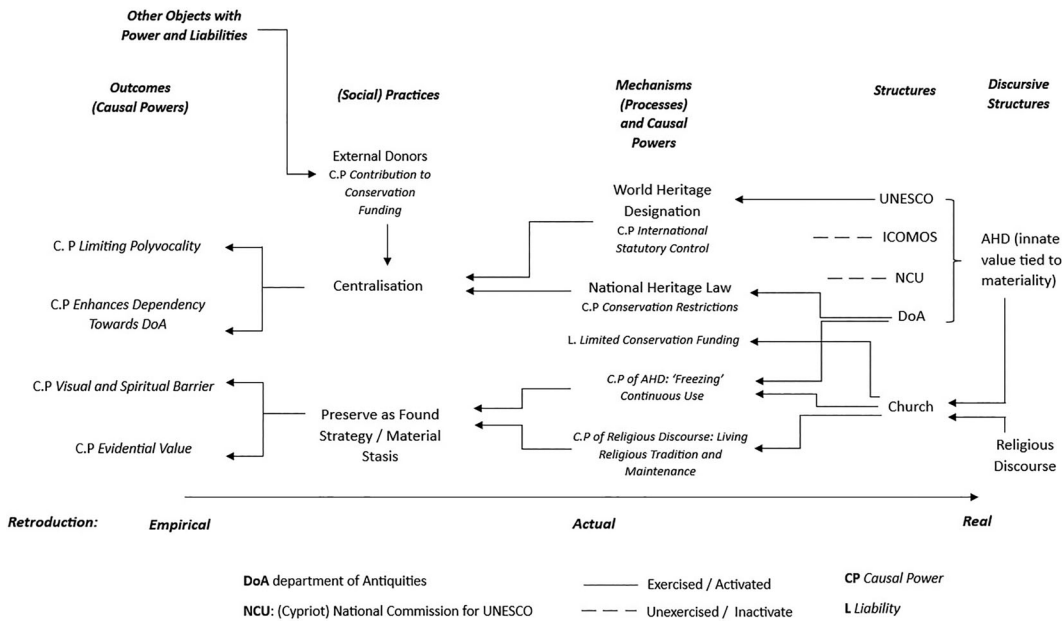 Other Objects with
Power and Liabilities
Outcomes
(Causal Powers)
(Social) Practices
Mechanisms
(Processes)
and Causal
Powers
Structures
Discursive
Structures
External Donors
C.P Contribution to
Conservation
Funding
World Heritage
Designation
C.P International
Statutory Control
UNESCO
ICOMOS
NCU
DoA
AHD (innate
value tied to
materiality)
C. P Limiting Polyvocality
C.P Enhances Dependency
Towards DoA
Centralisation
National Heritage Law
C.P Conservation Restrictions
L. Limited Conservation Funding
C.P Visual and Spiritual Barrier
C.P Evidential Value
Preserve as Found
Strategy / Material
Stasis
C.P of AHD: ‘Freezing’
Continuous Use
C.P of Religious Discourse: Living
Religious Tradition and
Maintenance
Church
Religious
Discourse
Retroduction:
Empirical
Actual
Real
DoA department of Antiquities
NCU: (Cypriot) National Commission for UNESCO
Exercised / Activated
Unexercised / Inactivate
CP Causal Power
L Liability